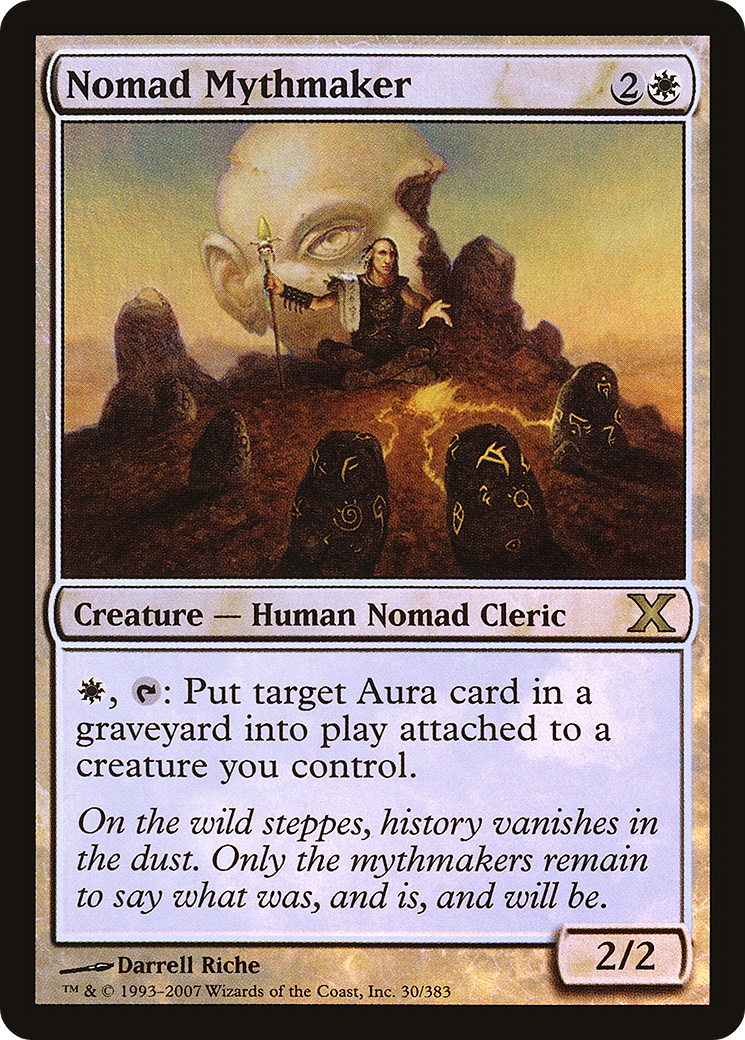 Nomad Mythmaker 2
Creature — Human Nomad Cleric X
, : Put target Aura card in a
graveyard into play attached to a
creature you control.
On the wild steppes, history vanishes in
the dust. Only the mythmakers remain
to say what was, and is, and will be.
2/2
Darrell Riche
™ & © 1993–2007 Wizards of the Coast, Inc. 30/383